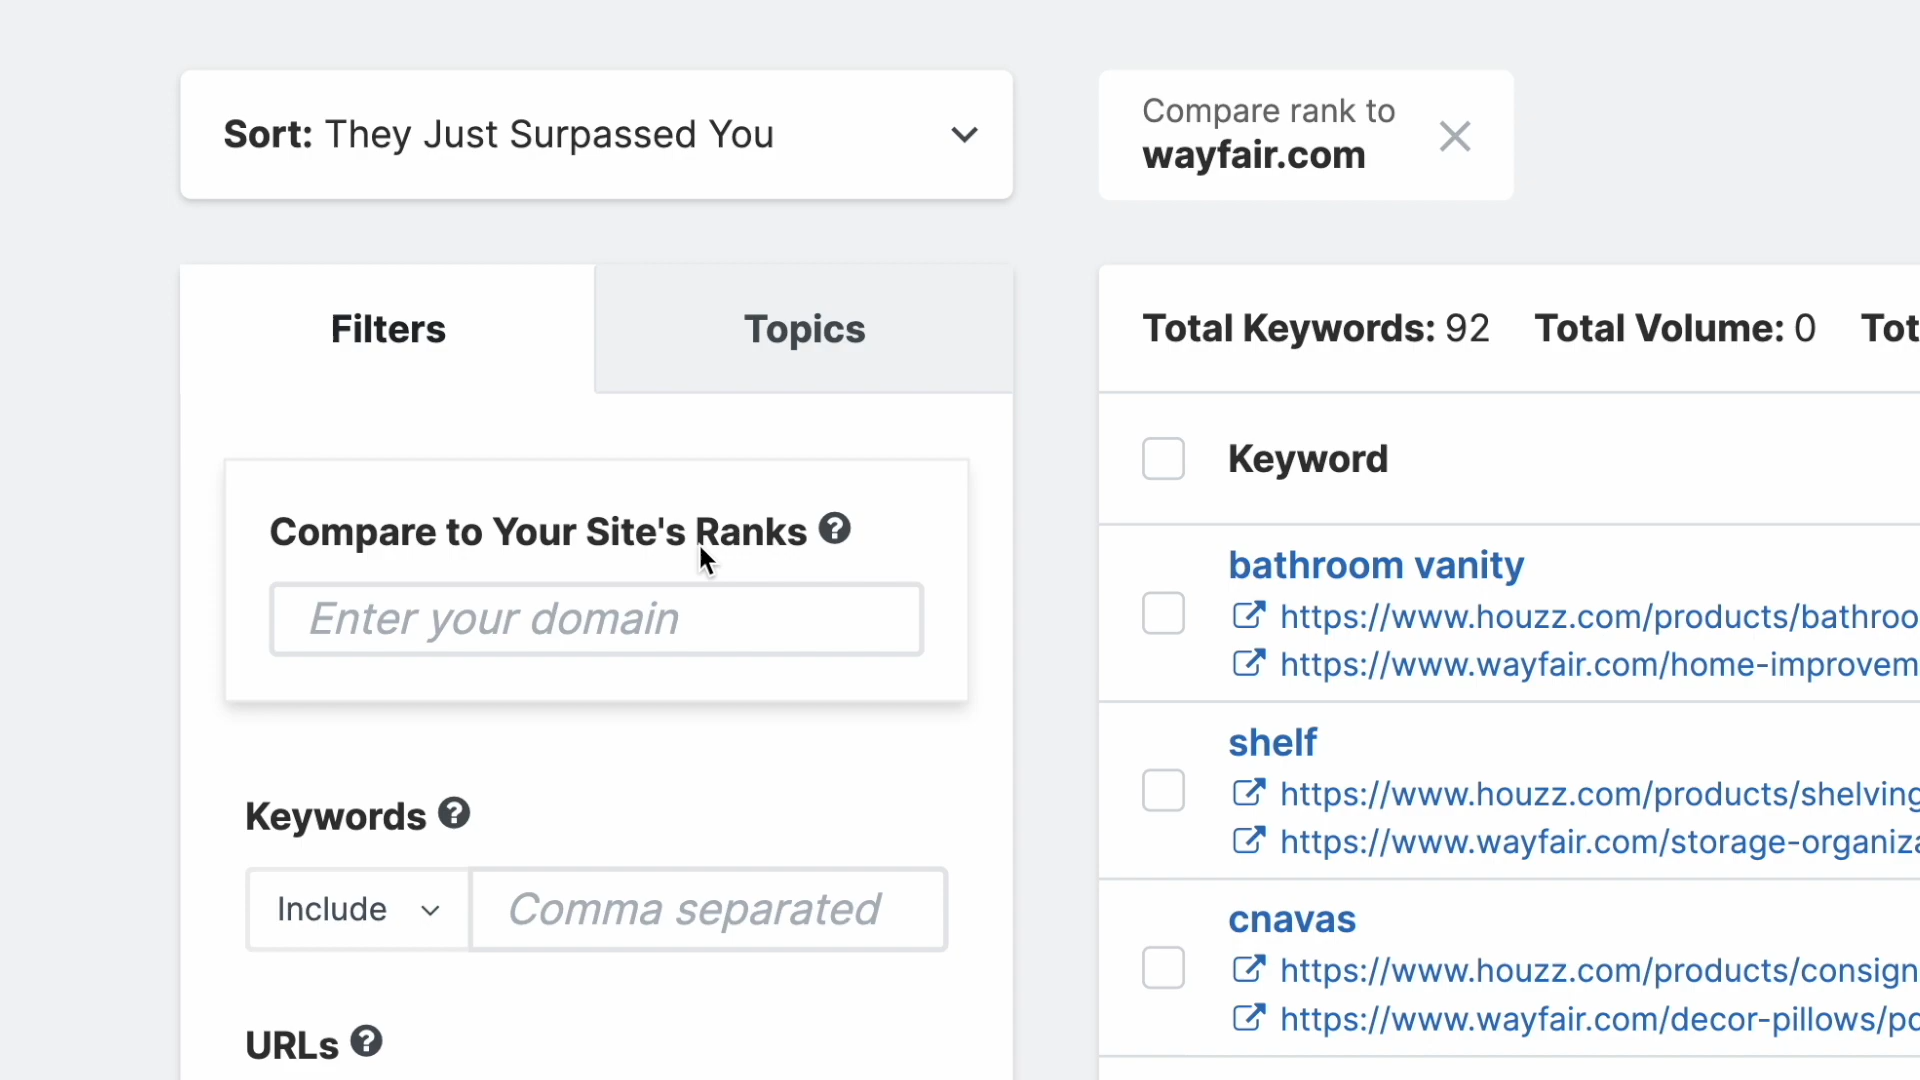 Sort: They Just Surpassed You
Compare rank to
wayfair.com
Filters
Topics
Compare to Your Site's Ranks
Enter your domain
Keywords
Include
Comma separated
URLs
Total Keywords: 92 Total Volume: 0 Tot
Keyword
bathroom vanity
https://www.houzz.com/products/bathroo
https://www.wayfair.com/home-improvem
shelf
https://www.houzz.com/products/shelving
https://www.wayfair.com/storage-organiza
cnavas
https://www.houzz.com/products/consign
https://www.wayfair.com/decor-pillows/po